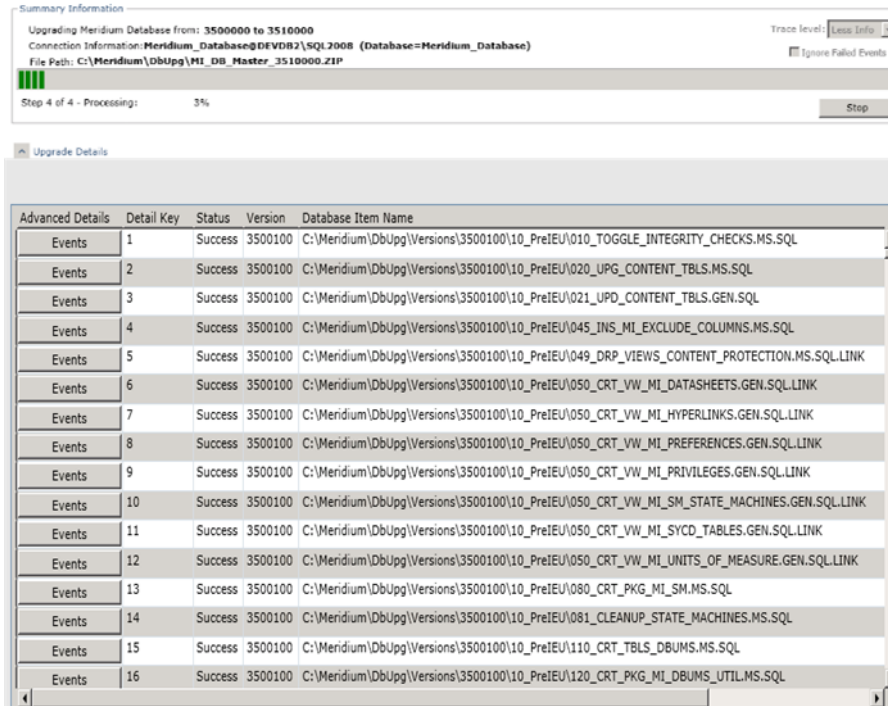 Summary Information
Upgrading Meridium Database from: 3500000 to 3510000
Trace level: Less Info
Connection Information:Meridium_Database@DEVDB2\SQL2008 (Database=Meridium_Database)
Ignore Failed Events
File Path: C:\Meridium\DbUpg\MI_DB_Master_3510000.ZIP
Step 4 of 4 - Processing: 3%
Stop
Upgrade Details
Advanced Details Detail Key Status Version Database Item Name
Events 1 Success 3500100 C:\Meridium\DbUpg\Versions\3500100\10_PreIEU\010_TOGGLE_INTEGRITY_CHECKS.MS.SQL
Events 2 Success 3500100 C:\Meridium\DbUpg\Versions\3500100\10_PreIEU\020_UPG_CONTENT_TBLS.MS.SQL
Events 3 Success 3500100 C:\Meridium\DbUpg\Versions\3500100\10_PreIEU\021_UPD_CONTENT_TBLS.GEN.SQL
Events 4 Success 3500100 C:\Meridium\DbUpg\Versions\3500100\10_PreIEU\045_INS_MI_EXCLUDE_COLUMNS.MS.SQL
Events 5 Success 3500100 C:\Meridium\DbUpg\Versions\3500100\10_PreIEU\049_DRP_VIEWS_CONTENT_PROTECTION.MS.SQL.LINK
Events 6 Success 3500100 C:\Meridium\DbUpg\Versions\3500100\10_PreIEU\050_CRT_VW_MI_DATASHEETS.GEN.SQL.LINK
Events 7 Success 3500100 C:\Meridium\DbUpg\Versions\3500100\10_PreIEU\050_CRT_VW_MI_HYPERLINKS.GEN.SQL.LINK
Events 8 Success 3500100 C:\Meridium\DbUpg\Versions\3500100\10_PreIEU\050_CRT_VW_MI_PREFERENCES.GEN.SQL.LINK
Events 9 Success 3500100 C:\Meridium\DbUpg\Versions\3500100\10_PreIEU\050_CRT_VW_MI_PRIVILEGES.GEN.SQL.LINK
Events 10 Success 3500100 C:\Meridium\DbUpg\Versions\3500100\10_PreIEU\050_CRT_VW_MI_SM_STATE_MACHINES.GEN.SQL.LINK
Events 11 Success 3500100 C:\Meridium\DbUpg\Versions\3500100\10_PreIEU\050_CRT_VW_MI_SYCD_TABLES.GEN.SQL.LINK
Events 12 Success 3500100 C:\Meridium\DbUpg\Versions\3500100\10_PreIEU\050_CRT_VW_MI_UNITS_OF_MEASURE.GEN.SQL.LINK
Events 13 Success 3500100 C:\Meridium\DbUpg\Versions\3500100\10_PreIEU\080_CRT_PKG_MI_SM.MS.SQL
Events 14 Success 3500100 C:\Meridium\DbUpg\Versions\3500100\10_PreIEU\081_CLEANUP_STATE_MACHINES.MS.SQL
Events 15 Success 3500100 C:\Meridium\DbUpg\Versions\3500100\10_PreIEU\110_CRT_TBLS_DBUMS.MS.SQL
Events 16 Success 3500100 C:\Meridium\DbUpg\Versions\3500100\10_PreIEU\120_CRT_PKG_MI_DBUMS_UTIL.MS.SQL